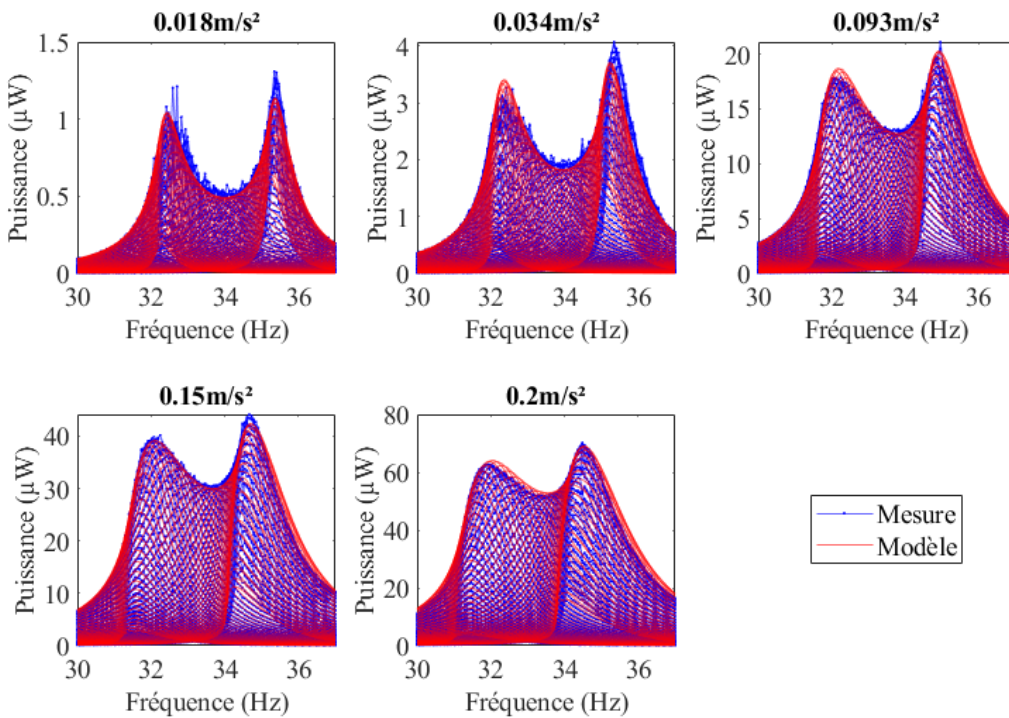 0.018m/s²
1.5
1
0.5
0
Puissance (µW)
30 32 34 36
Fréquence (Hz)
0.034m/s²
4
3
2
1
0
Puissance (µW)
30 32 34 36
Fréquence (Hz)
0.093m/s²
20
15
10
5
0
Puissance (µW)
30 32 34 36
Fréquence (Hz)
0.15m/s²
40
30
20
10
0
Puissance (µW)
30 32 34 36
Fréquence (Hz)
0.2m/s²
80
60
40
20
0
Puissance (µW)
30 32 34 36
Fréquence (Hz)
Mesure
Modèle